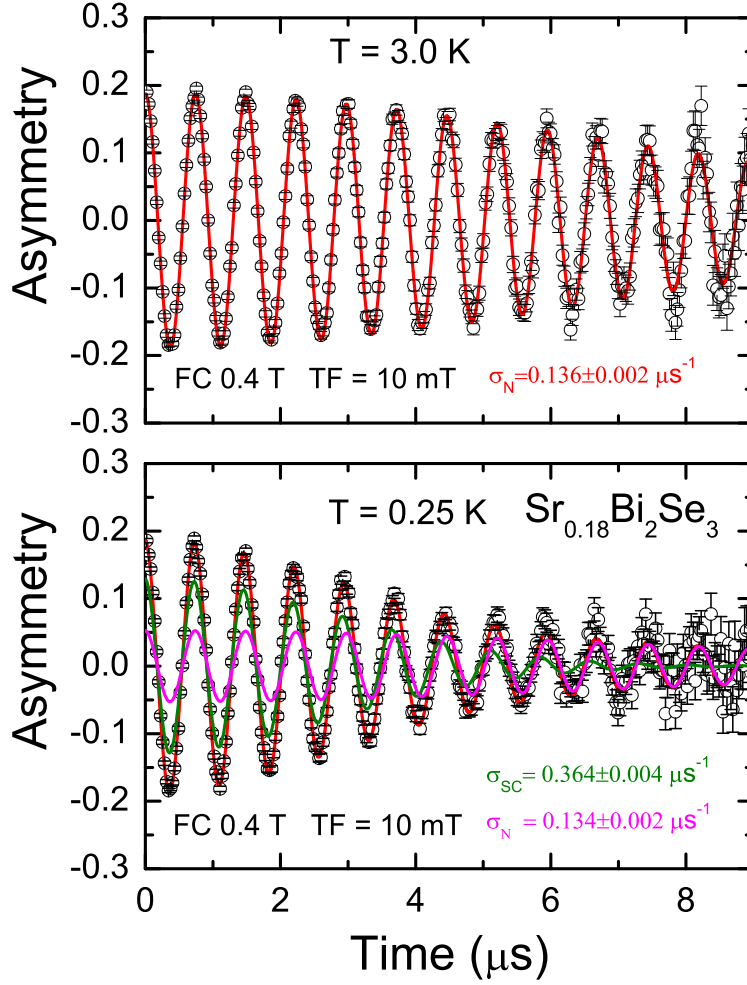 0.3
T = 3.0 K
0.2
0.1
0.0
-0.1
-0.2
-0.3
Asymmetry
FC 0.4 T TF = 10 mT
σN=0.136±0.002 μs-1
0.3
T = 0.25 K Sr0.18Bi2Se3
0.2
0.1
0.0
-0.1
-0.2
-0.3
Asymmetry
σSC= 0.364±0.004 μs-1
FC 0.4 T TF = 10 mT
σN = 0.134±0.002 μs-1
0 2 4 6 8
Time (μs)